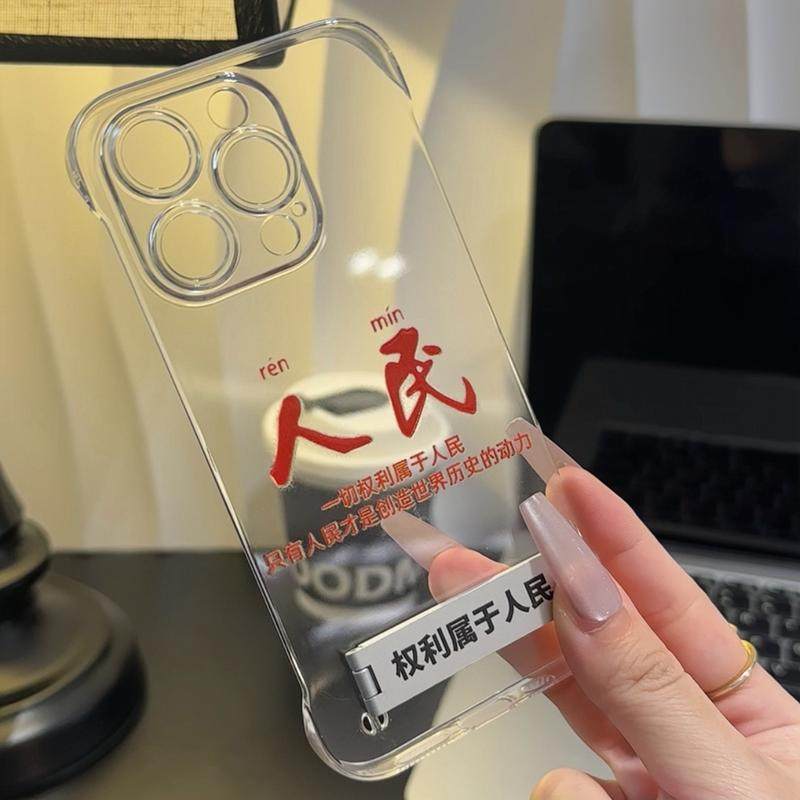 rén mín
人民
一切权利属于人民
只有人民才是创造世界历史的动力
权利属于人民